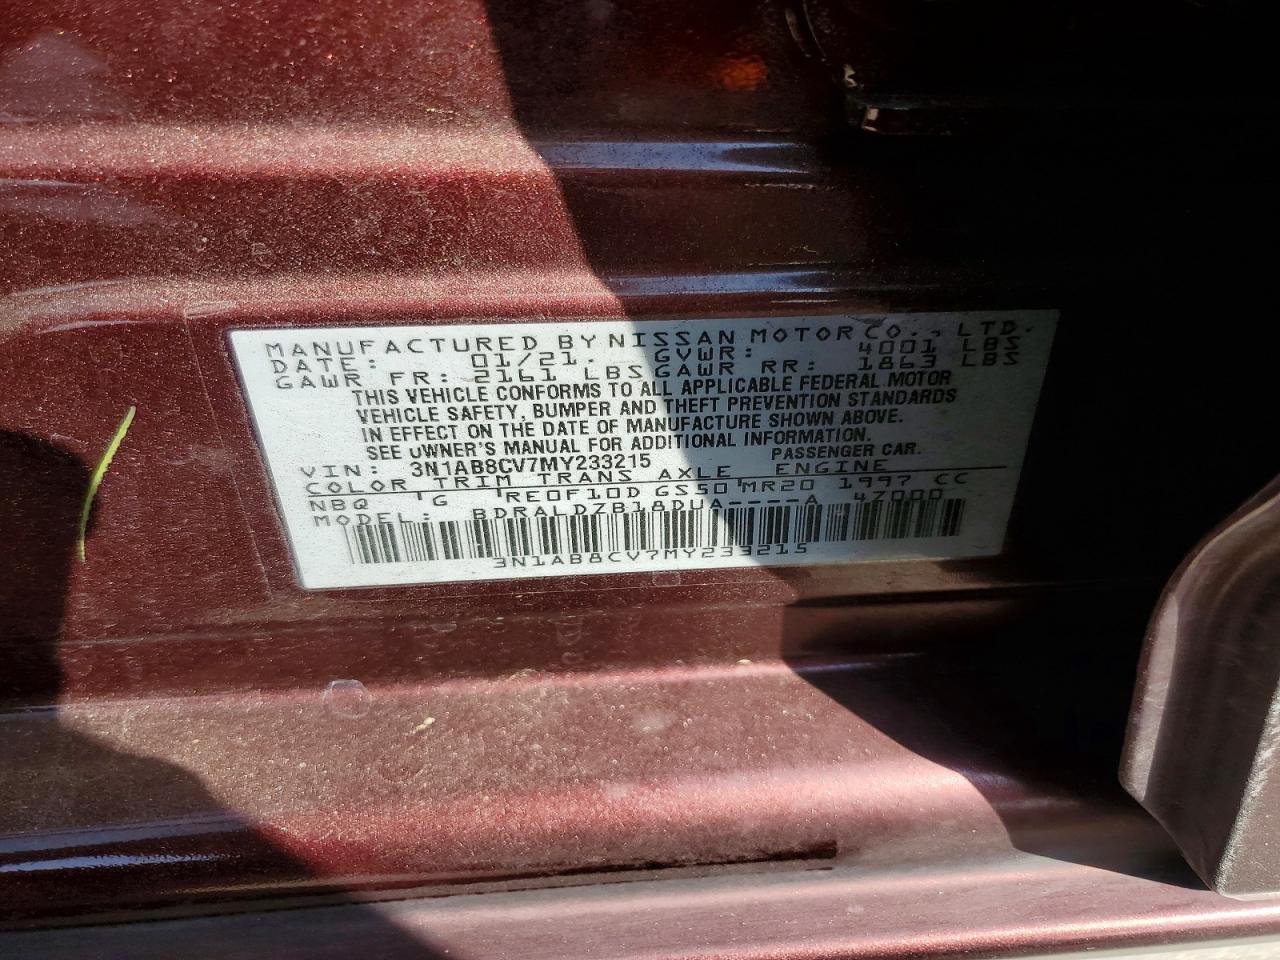 MANUFACTURED BY NISSAN MOTOR CO., LTD.
DATE: 01/21. GVWR: 4001 LBS
GAWR FR: 2161 LBS GAWR RR: 1863 LBS
THIS VEHICLE CONFORMS TO ALL APPLICABLE FEDERAL MOTOR
VEHICLE SAFETY, BUMPER AND THEFT PREVENTION STANDARDS
IN EFFECT ON THE DATE OF MANUFACTURE SHOWN ABOVE.
SEE OWNER'S MANUAL FOR ADDITIONAL INFORMATION.
PASSENGER CAR.
VIN: 3N1AB8CV7MY233215
COLOR TRIM TRANS AXLE ENGINE
NBQ G RE0F10D GS50 MR20 1997 CC
MODEL: BDRALDZB18DUA----A 47000
3N1AB8CV7MY233215